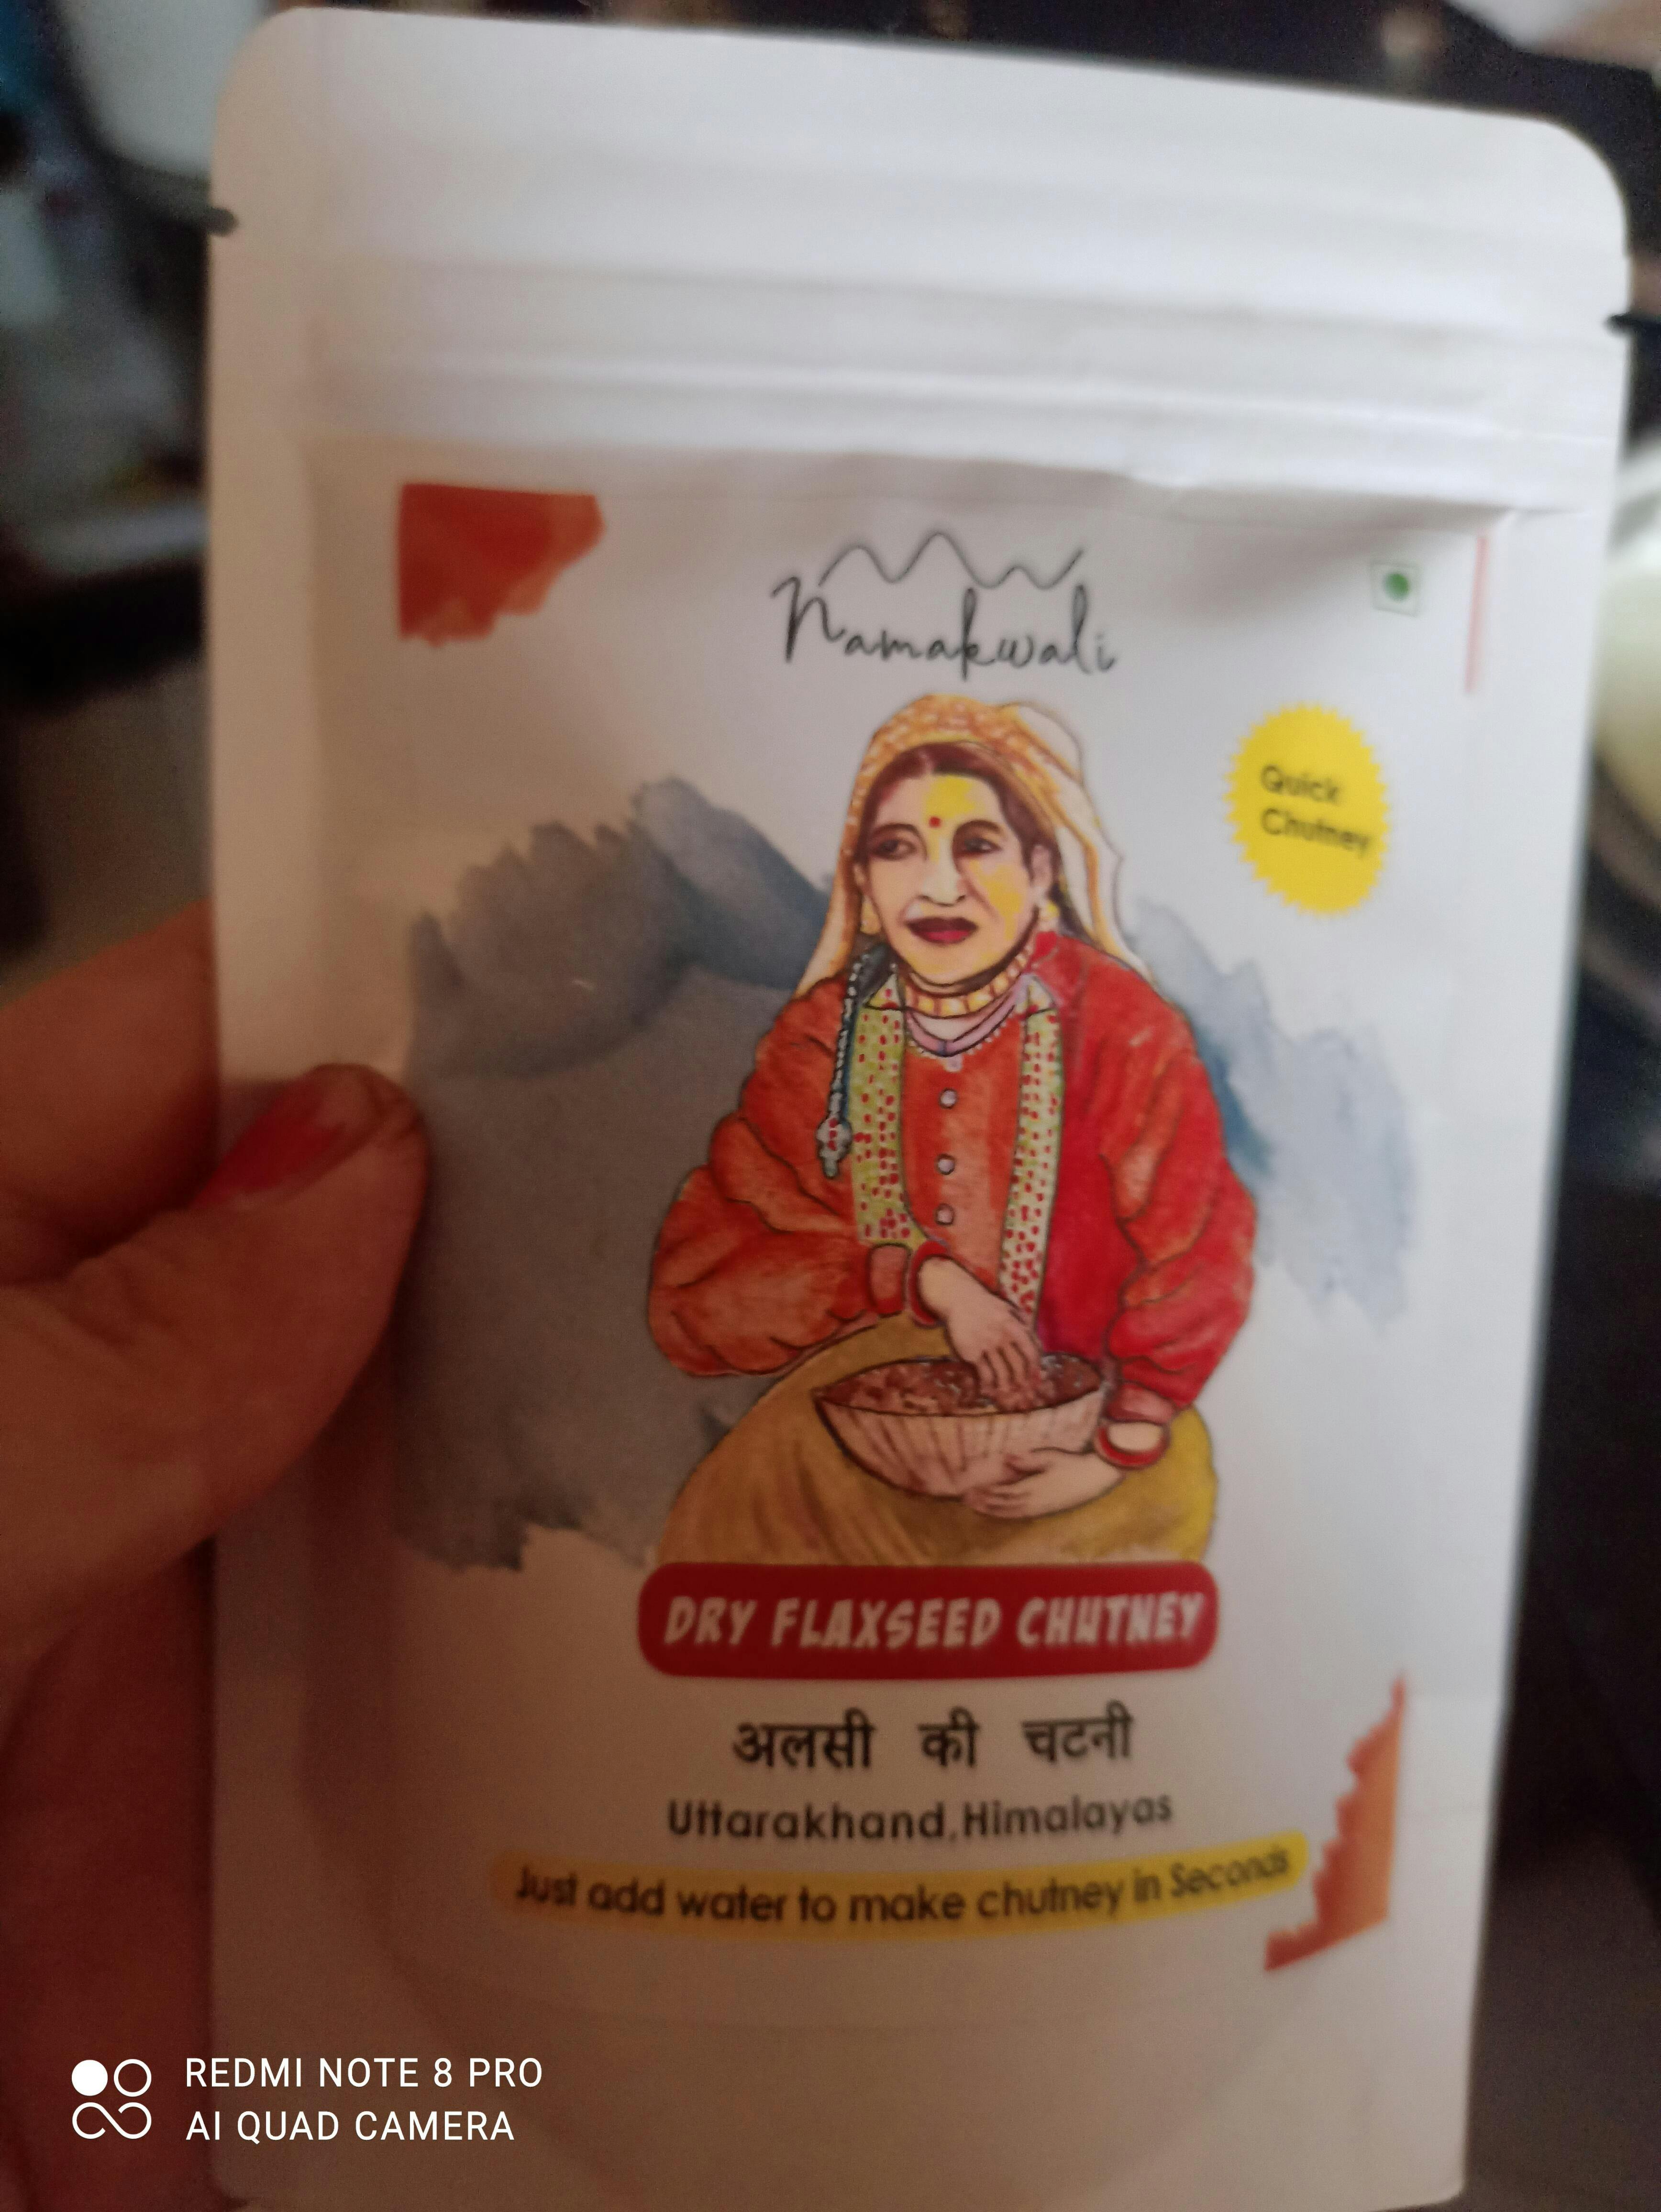 Namakwali
Quick
Chutney
DRY FLAXSEED CHUTNEY
अलसी की चटनी
Uttarakhand,Himalayas
Just add water to make chutney in Seconds
REDMI NOTE 8 PRO
AI QUAD CAMERA